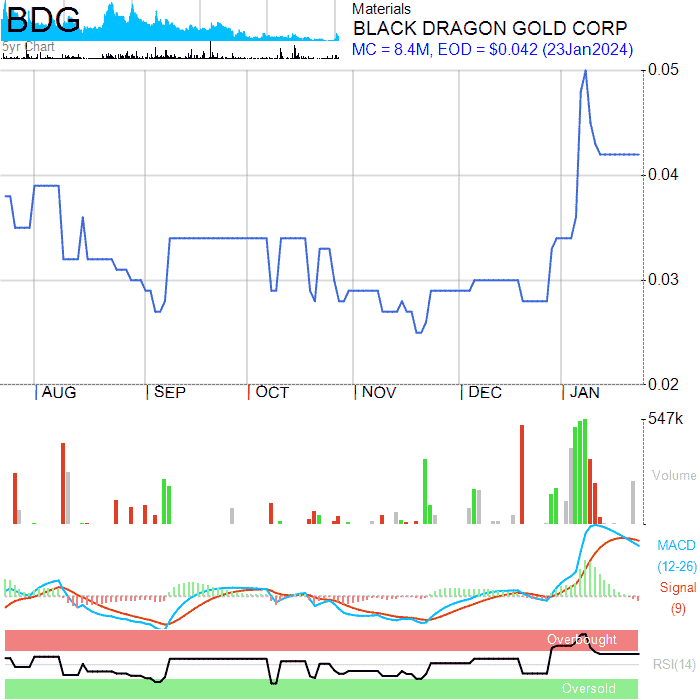 BDG
5yr Chart
Materials
BLACK DRAGON GOLD CORP
MC = 8.4M, EOD = $0.042 (23Jan2024)
0.05
0.04
0.03
0.02
AUG SEP OCT NOV DEC JAN
547k
Volume
MACD
(12-26)
Signal
(9)
Overbought
RSI(14)
Oversold